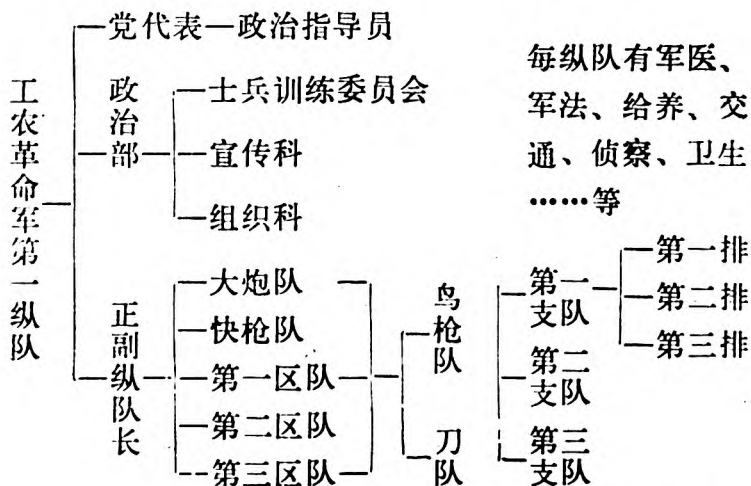 工农革命军第一纵队
党代表—政治指导员
政治部
士兵训练委员会
宣传科
组织科
正副纵队长
大炮队
快枪队
第一区队
第二区队
第三区队
鸟枪队
刀队
第一支队
第二支队
第三支队
第一排
第二排
第三排
每纵队有军医、
军法、给养、交
通、侦察、卫生
……等